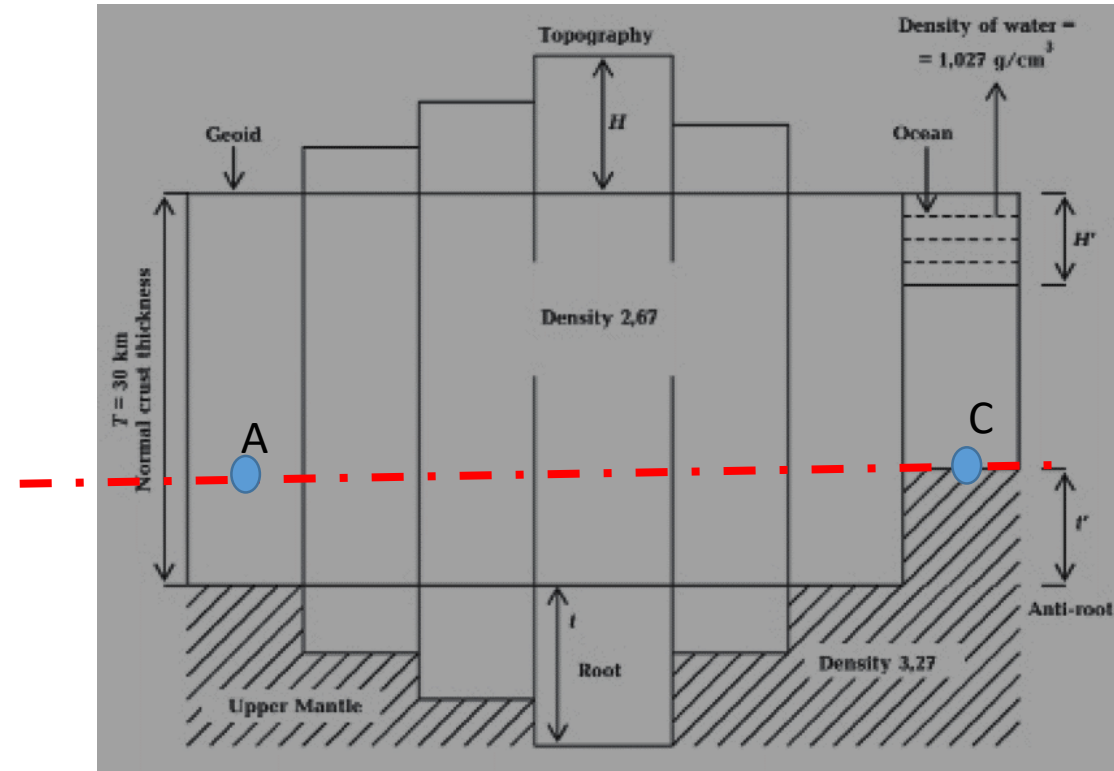 Topography
Density of water =
= 1,027 g/cm³
Geoid
H
Ocean
H'
T = 30 km
Normal crust thickness
Density 2,67
A
C
t'
Anti-root
t
Root
Density 3,27
Upper Mantle